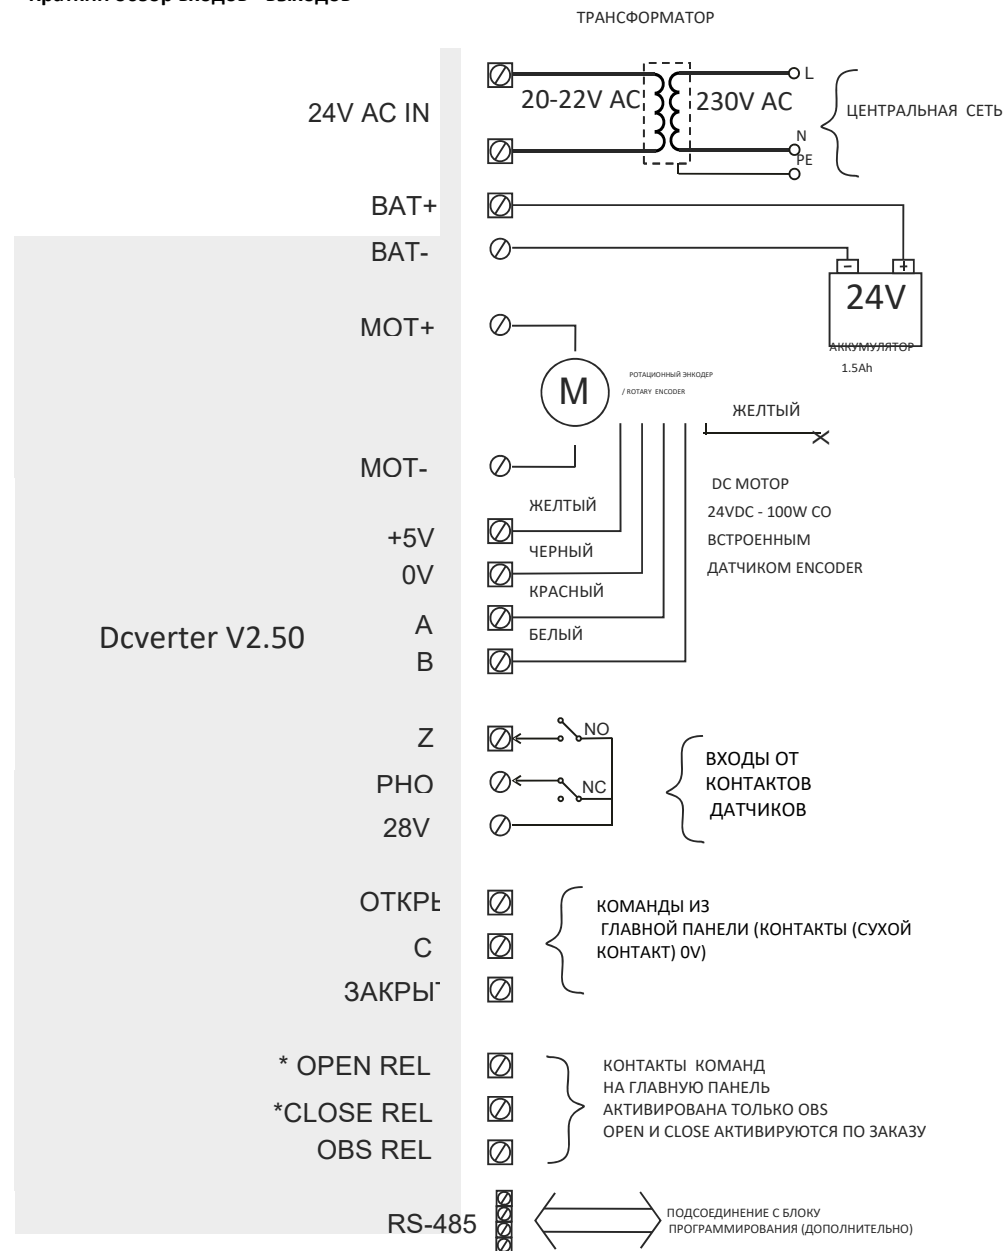 ТРАНСФОРМАТОР
24V AC IN
20-22V AC
230V AC
L
N
PE
ЦЕНТРАЛЬНАЯ СЕТЬ
BAT+
BAT-
- +
24V
АККУМУЛЯТОР
1.5Ah
MOT+
M
РОТАЦИОННЫЙ ЭНКОДЕР
/ ROTARY ENCODER
ЖЕЛТЫЙ
MOT-
DC МОТОР
24VDC - 100W СО
ВСТРОЕННЫМ
ДАТЧИКОМ ENCODER
ЖЕЛТЫЙ
+5V
ЧЕРНЫЙ
0V
КРАСНЫЙ
A
БЕЛЫЙ
B
Dcverter V2.50
Z
NO
PHO
NC
28V
ВХОДЫ ОТ
КОНТАКТОВ
ДАТЧИКОВ
C
КОМАНДЫ ИЗ
ГЛАВНОЙ ПАНЕЛИ (КОНТАКТЫ (СУХОЙ
КОНТАКТ) 0V)
* OPEN REL
*CLOSE REL
OBS REL
КОНТАКТЫ КОМАНД
НА ГЛАВНУЮ ПАНЕЛЬ
АКТИВИРОВАНА ТОЛЬКО OBS
OPEN И CLOSE АКТИВИРУЮТСЯ ПО ЗАКАЗУ
RS-485
ПОДСОЕДИНЕНИЕ С БЛОКУ
ПРОГРАММИРОВАНИЯ (ДОПОЛНИТЕЛЬНО)